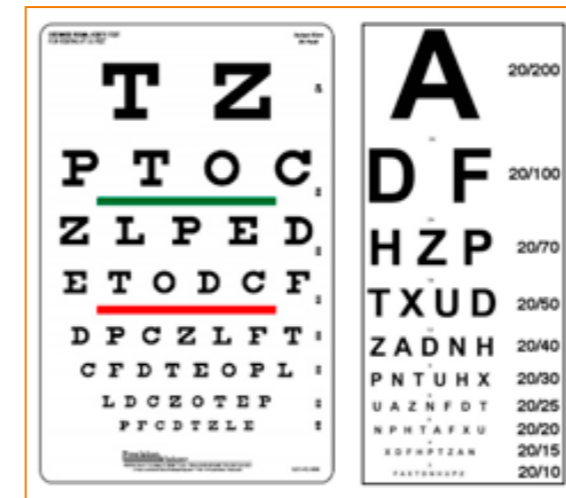 T Z
P T O C
Z L P E D
E T O D C F
D P C Z L F T
C F D T E O P L
L D C Z O T E P
P F C D T Z L E
A 20/200
D F 20/100
H Z P 20/70
T X U D 20/50
Z A D N H 20/40
P N T U H X 20/30
U A Z N F D T 20/25
N P H T A F X U 20/20
X D F H P T Z A N 20/15
F A X T D N H U P Z 20/10